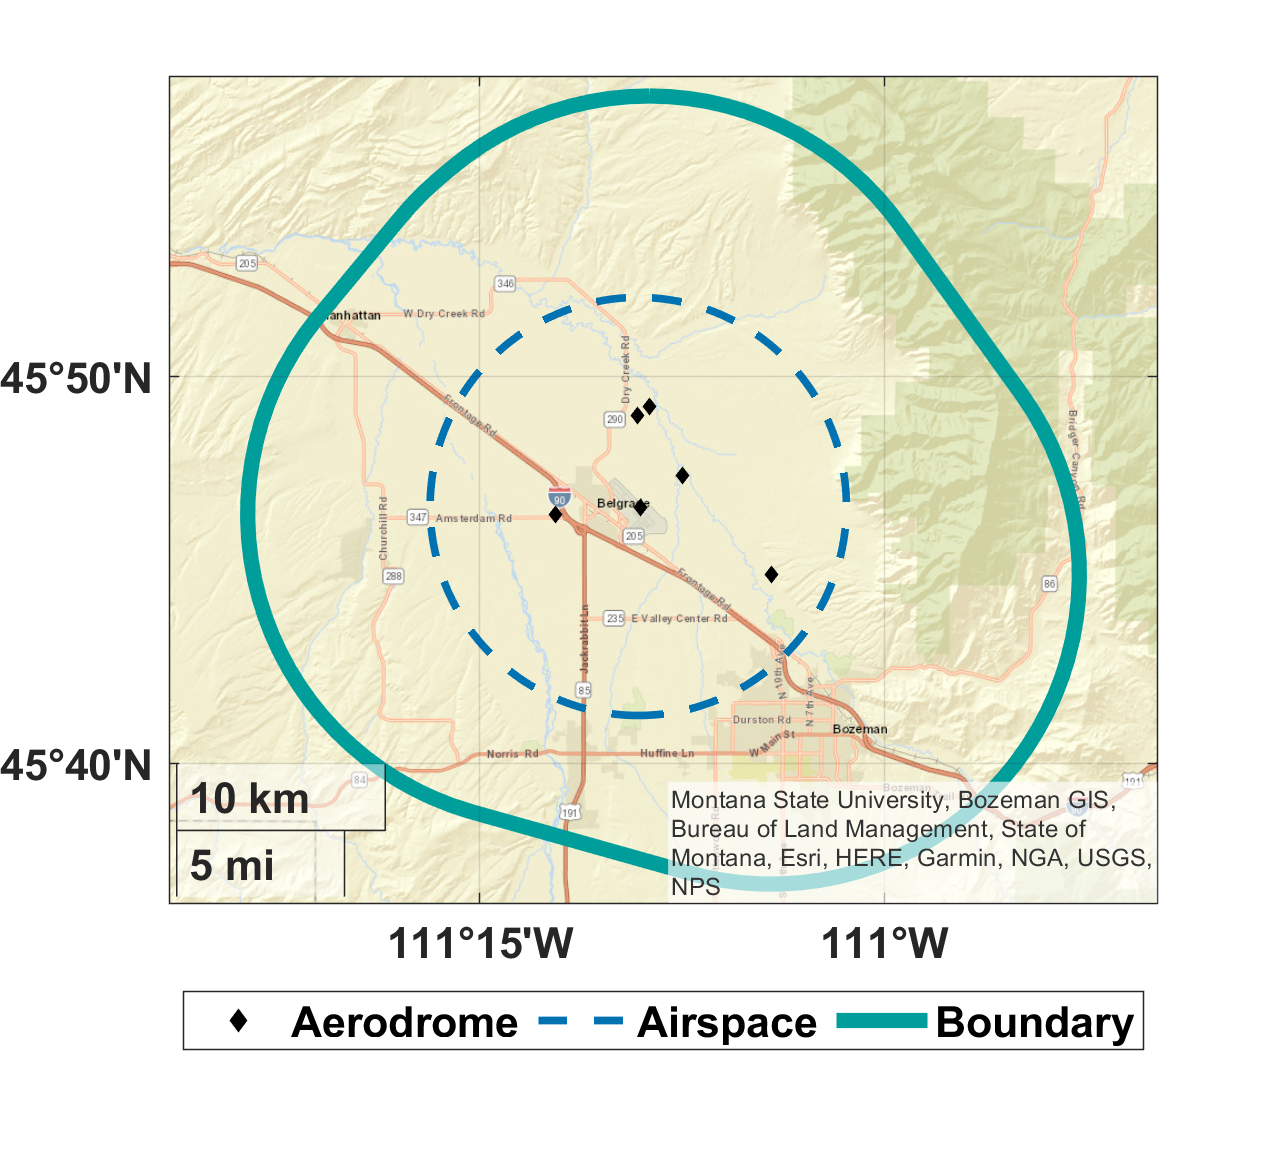 205
346
anhattan
W Dry Creek Rd
45°50'N
Dry Creek Rd
Frontage Rd
290
Bridger Canyon Rd
90
Belgrade
347
Amsterdam Rd
Churchill Rd
205
288
Frontage Rd
86
235
E Valley Center Rd
Jackrabbit Ln
N 19th Ave
N 7th Ave
85
Durston Rd
Bozeman
W Main St
Norris Rd
Huffine Ln
45°40'N
84
191
191
Bozeman
10 km
5 mi
Montana State University, Bozeman GIS,
Bureau of Land Management, State of
Montana, Esri, HERE, Garmin, NGA, USGS,
NPS
111°15'W
111°W
Aerodrome
Airspace
Boundary